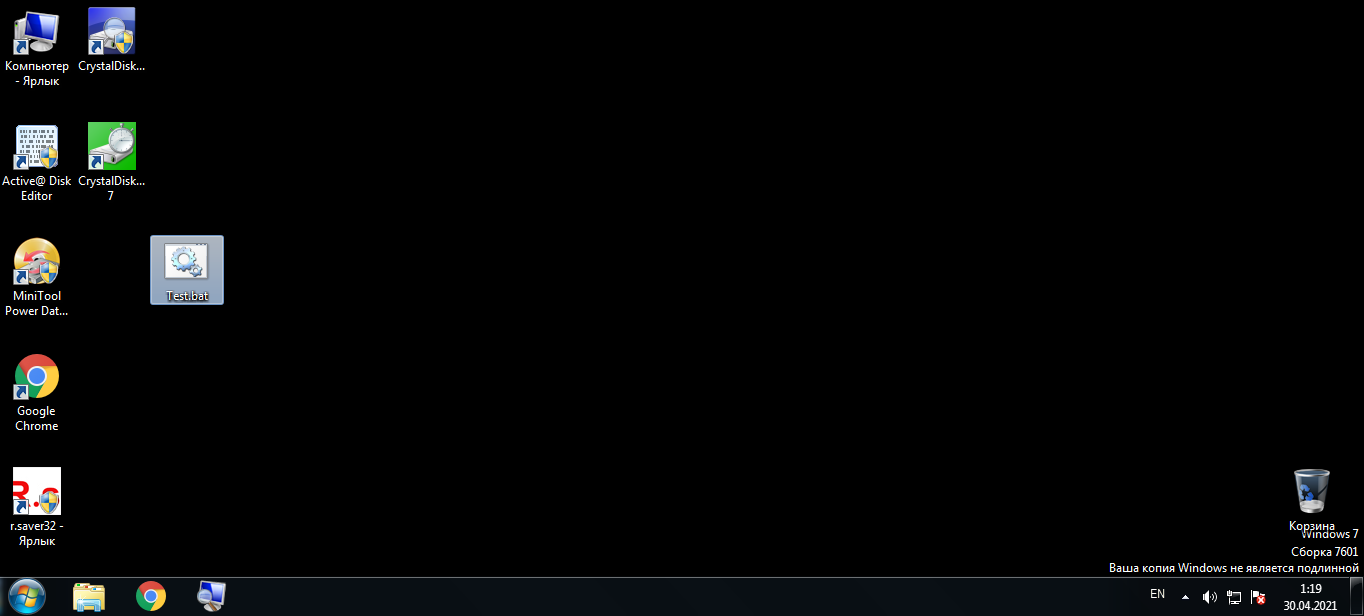 Компьютер
- Ярлык
CrystalDisk...
Active@ Disk
Editor
CrystalDisk...
7
MiniTool
Power Dat...
Test.bat
Google
Chrome
R.s
r.saver32 -
Ярлык
Корзина
Windows 7
Сборка 7601
Ваша копия Windows не является подлинной
EN
1:19
30.04.2021